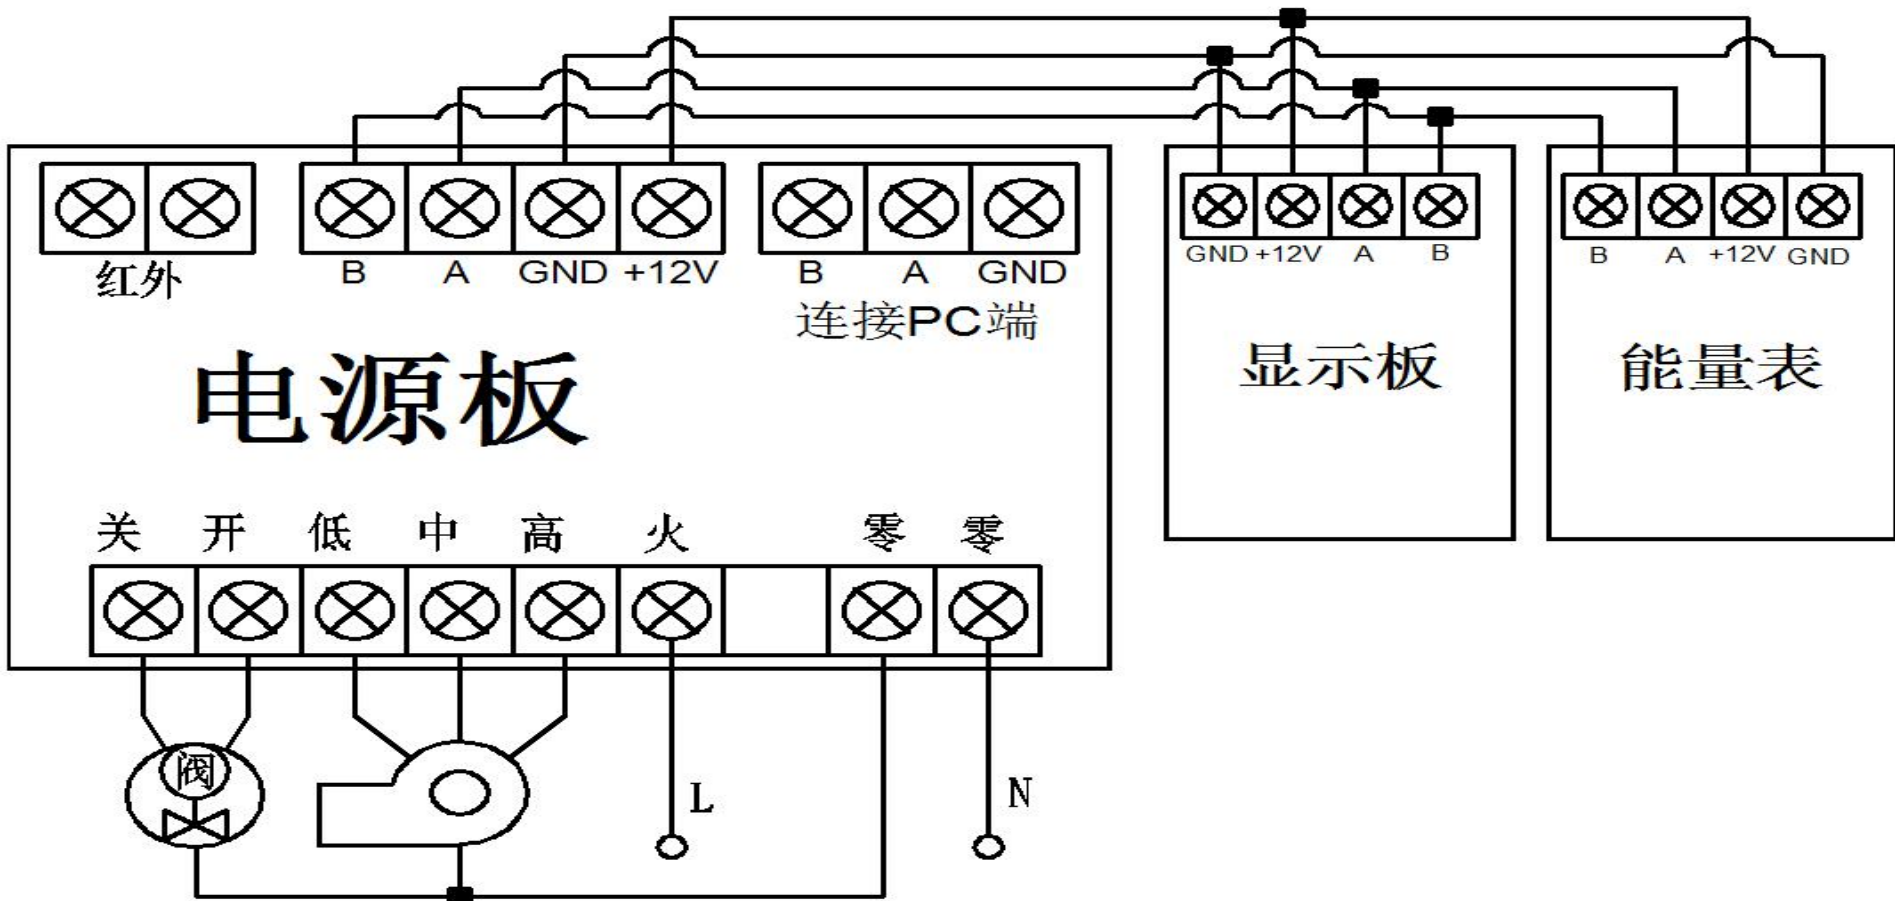 红外
B A GND +12V
B A GND
连接PC端
电源板
GND +12V A B
显示板
B A +12V GND
能量表
关 开 低 中 高 火 零 零
阀
L
N